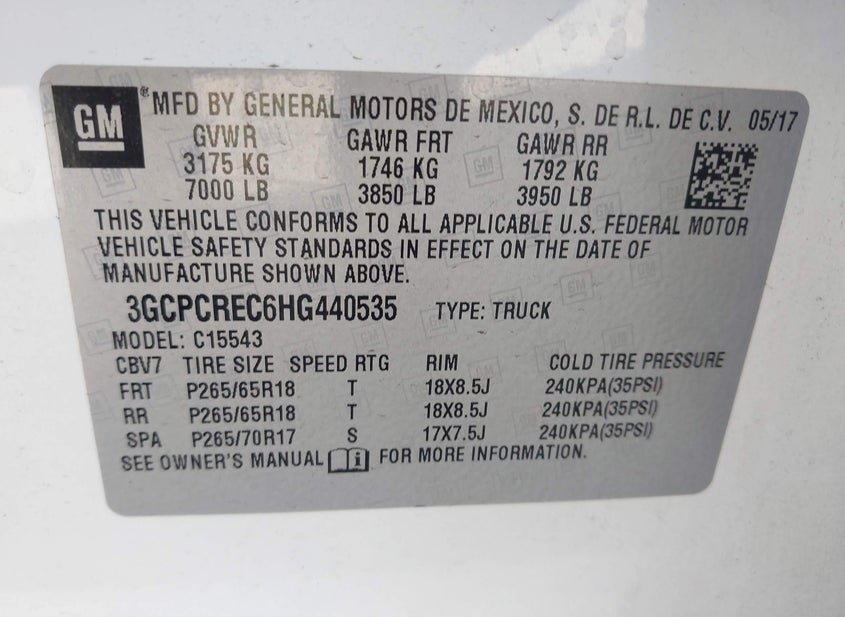 GM ® MFD BY GENERAL MOTORS DE MEXICO, S. DE R.L. DE C.V. 05/17
GVWR GAWR FRT GAWR RR
3175 KG 1746 KG 1792 KG
7000 LB 3850 LB 3950 LB
THIS VEHICLE CONFORMS TO ALL APPLICABLE U.S. FEDERAL MOTOR
VEHICLE SAFETY STANDARDS IN EFFECT ON THE DATE OF
MANUFACTURE SHOWN ABOVE.
3GCPCREC6HG440535 TYPE: TRUCK
MODEL: C15543
CBV7 TIRE SIZE SPEED RTG RIM COLD TIRE PRESSURE
FRT P265/65R18 T 18X8.5J 240KPA(35PSI)
RR P265/65R18 T 18X8.5J 240KPA(35PSI)
SPA P265/70R17 S 17X7.5J 240KPA(35PSI)
SEE OWNER'S MANUAL i FOR MORE INFORMATION.